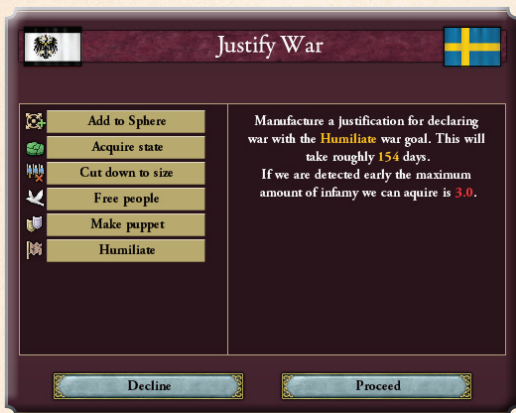 Justify War
Add to Sphere
Acquire state
Cut down to size
Free people
Make puppet
Humiliate
Manufacture a justification for declaring
war with the Humiliate war goal. This will
take roughly 154 days.
If we are detected early the maximum
amount of infamy we can aquire is 3.0.
Decline
Proceed